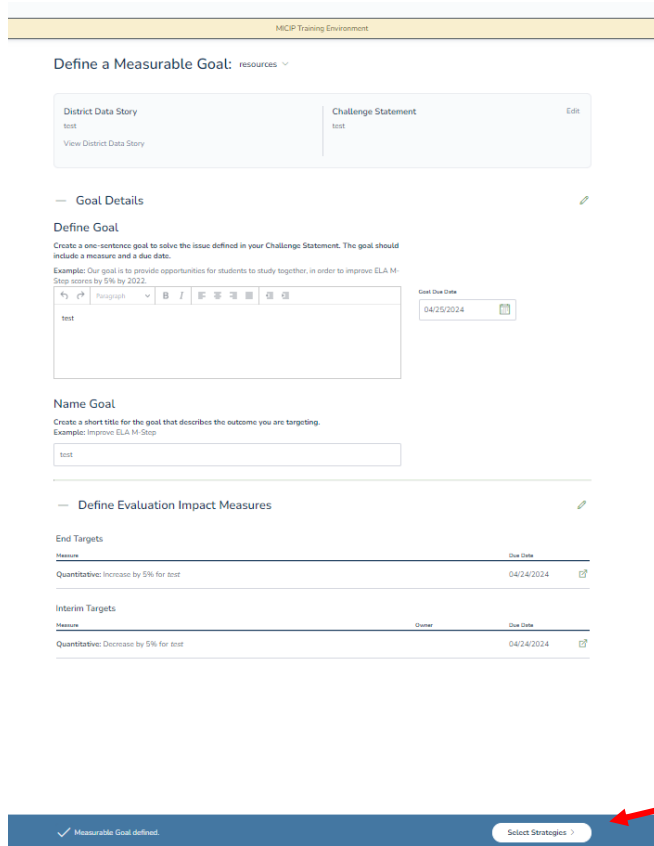 MICIP Training Environment
Define a Measurable Goal: resources
District Data Story
test
View District Data Story
Challenge Statement
test
Edit
Goal Details
Define Goal
Create a one-sentence goal to solve the issue defined in your Challenge Statement. The goal should
include a measure and a due date.
Example: Our goal is to provide opportunities for students to study together, in order to improve ELA M-
Step scores by 5% by 2022.
Paragraph B I
test
Goal Due Date
04/25/2024
Name Goal
Create a short title for the goal that describes the outcome you are targeting.
Example: Improve ELA M-Step
test
Define Evaluation Impact Measures
End Targets
Measure Due Date
Quantitative: Increase by 5% for test 04/24/2024
Interim Targets
Measure Owner Due Date
Quantitative: Decrease by 5% for test 04/24/2024
Measurable Goal defined.
Select Strategies >